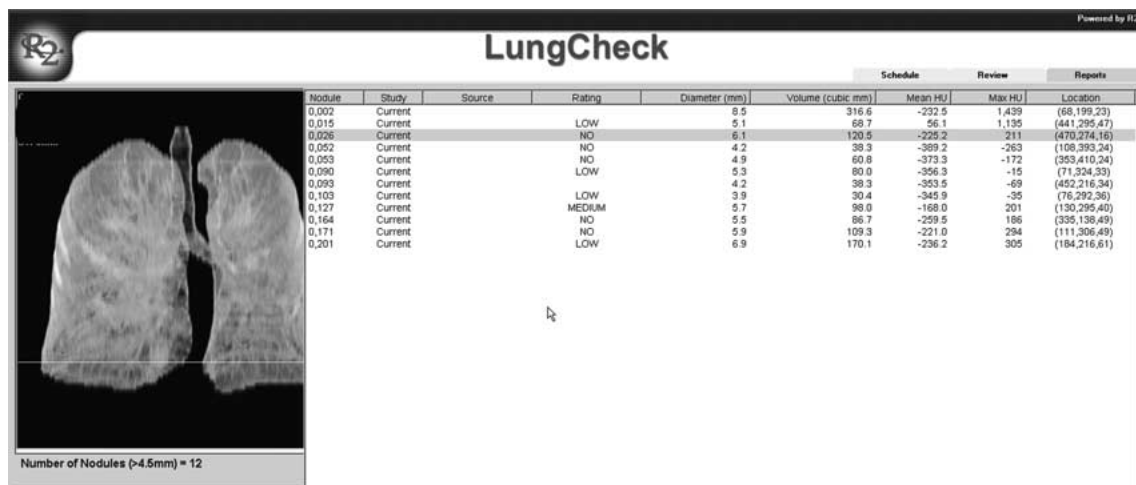 Powered by R2
R2
LungCheck
Schedule Review Reports
Nodule Study Source Rating Diameter (mm) Volume (cubic mm) Mean HU Max HU Location
0,002 Current 8.5 316.6 -232.5 1,439 (68,199,23)
0,015 Current LOW 5.1 68.7 56.1 1,135 (441,295,47)
0,026 Current NO 6.1 120.5 -225.2 211 (470,274,16)
0,052 Current NO 4.2 38.3 -389.2 -263 (108,393,24)
0,053 Current NO 4.9 60.8 -373.3 -172 (353,410,24)
0,090 Current LOW 5.3 80.0 -356.3 -15 (71,324,33)
0,093 Current 4.2 38.3 -353.5 -69 (452,216,34)
0,103 Current LOW 3.9 30.4 -345.9 -35 (76,292,36)
0,127 Current MEDIUM 5.7 98.0 -168.0 201 (130,295,40)
0,164 Current NO 5.5 86.7 -259.5 186 (335,138,49)
0,171 Current NO 5.9 109.3 -221.0 294 (111,306,49)
0,201 Current LOW 6.9 170.1 -236.2 305 (184,216,61)
Number of Nodules (>4.5mm) = 12